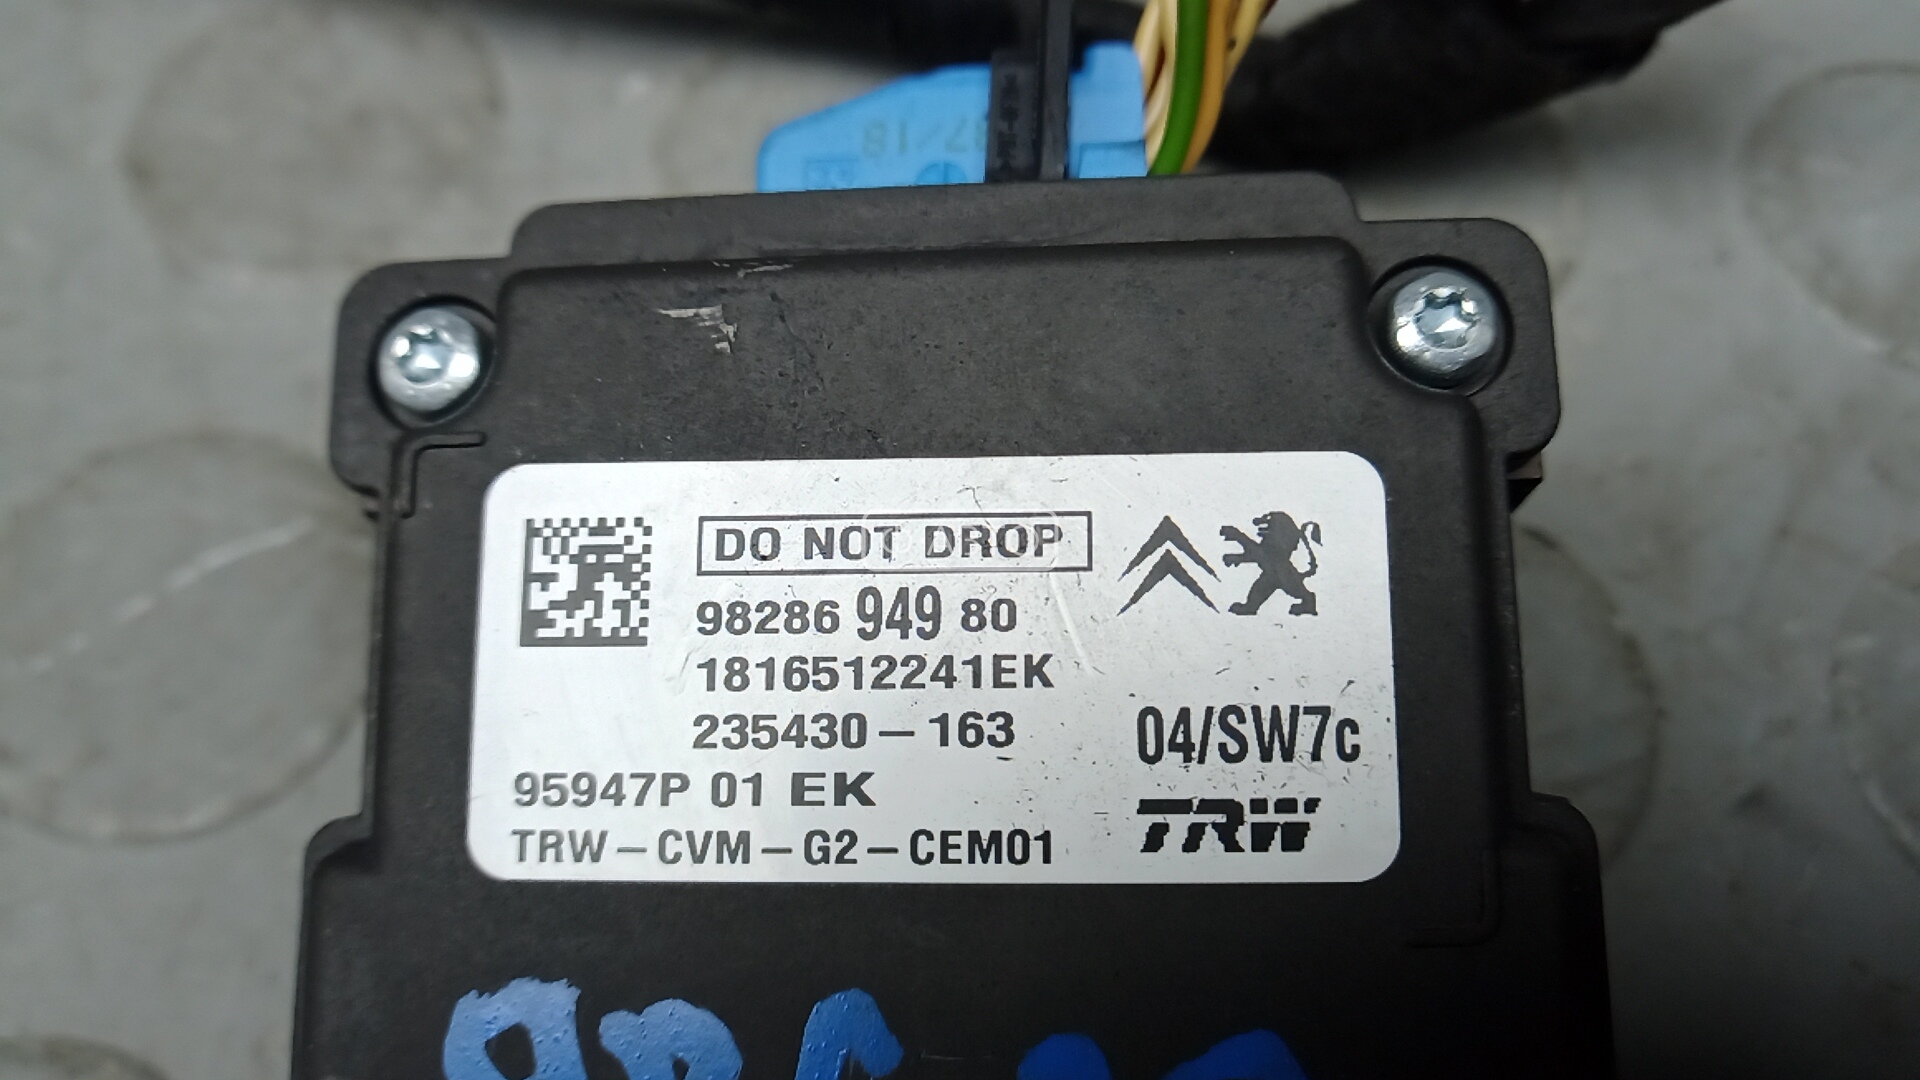 DO NOT DROP
98286 949 80
1816512241EK
235430-163
04/SW7c
95947P 01 EK
TRW
TRW-CVM-G2-CEM01